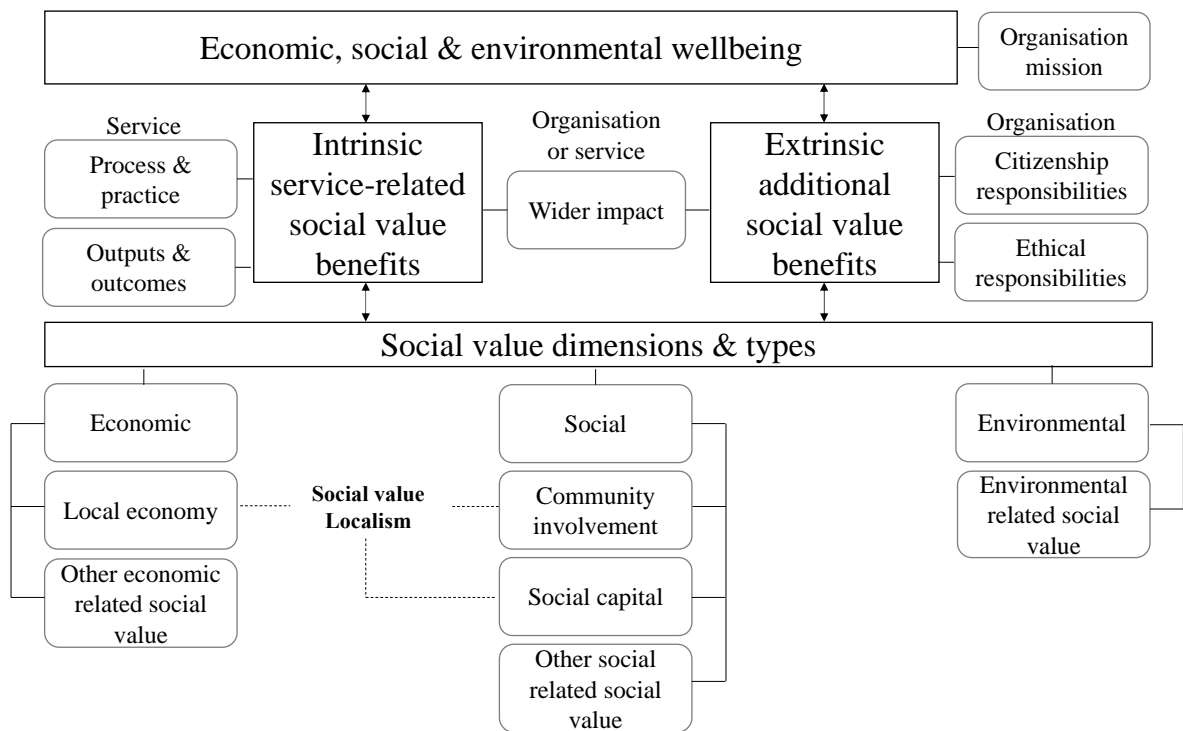 Economic, social & environmental wellbeing
Organisation
mission
Service
Process &
practice
Outputs &
outcomes
Intrinsic
service-related
social value
benefits
Organisation
or service
Wider impact
Extrinsic
additional
social value
benefits
Organisation
Citizenship
responsibilities
Ethical
responsibilities
Social value dimensions & types
Economic
Local economy
Other economic
related social
value
Social value
Localism
Social
Community
involvement
Social capital
Other social
related social
value
Environmental
Environmental
related social
value